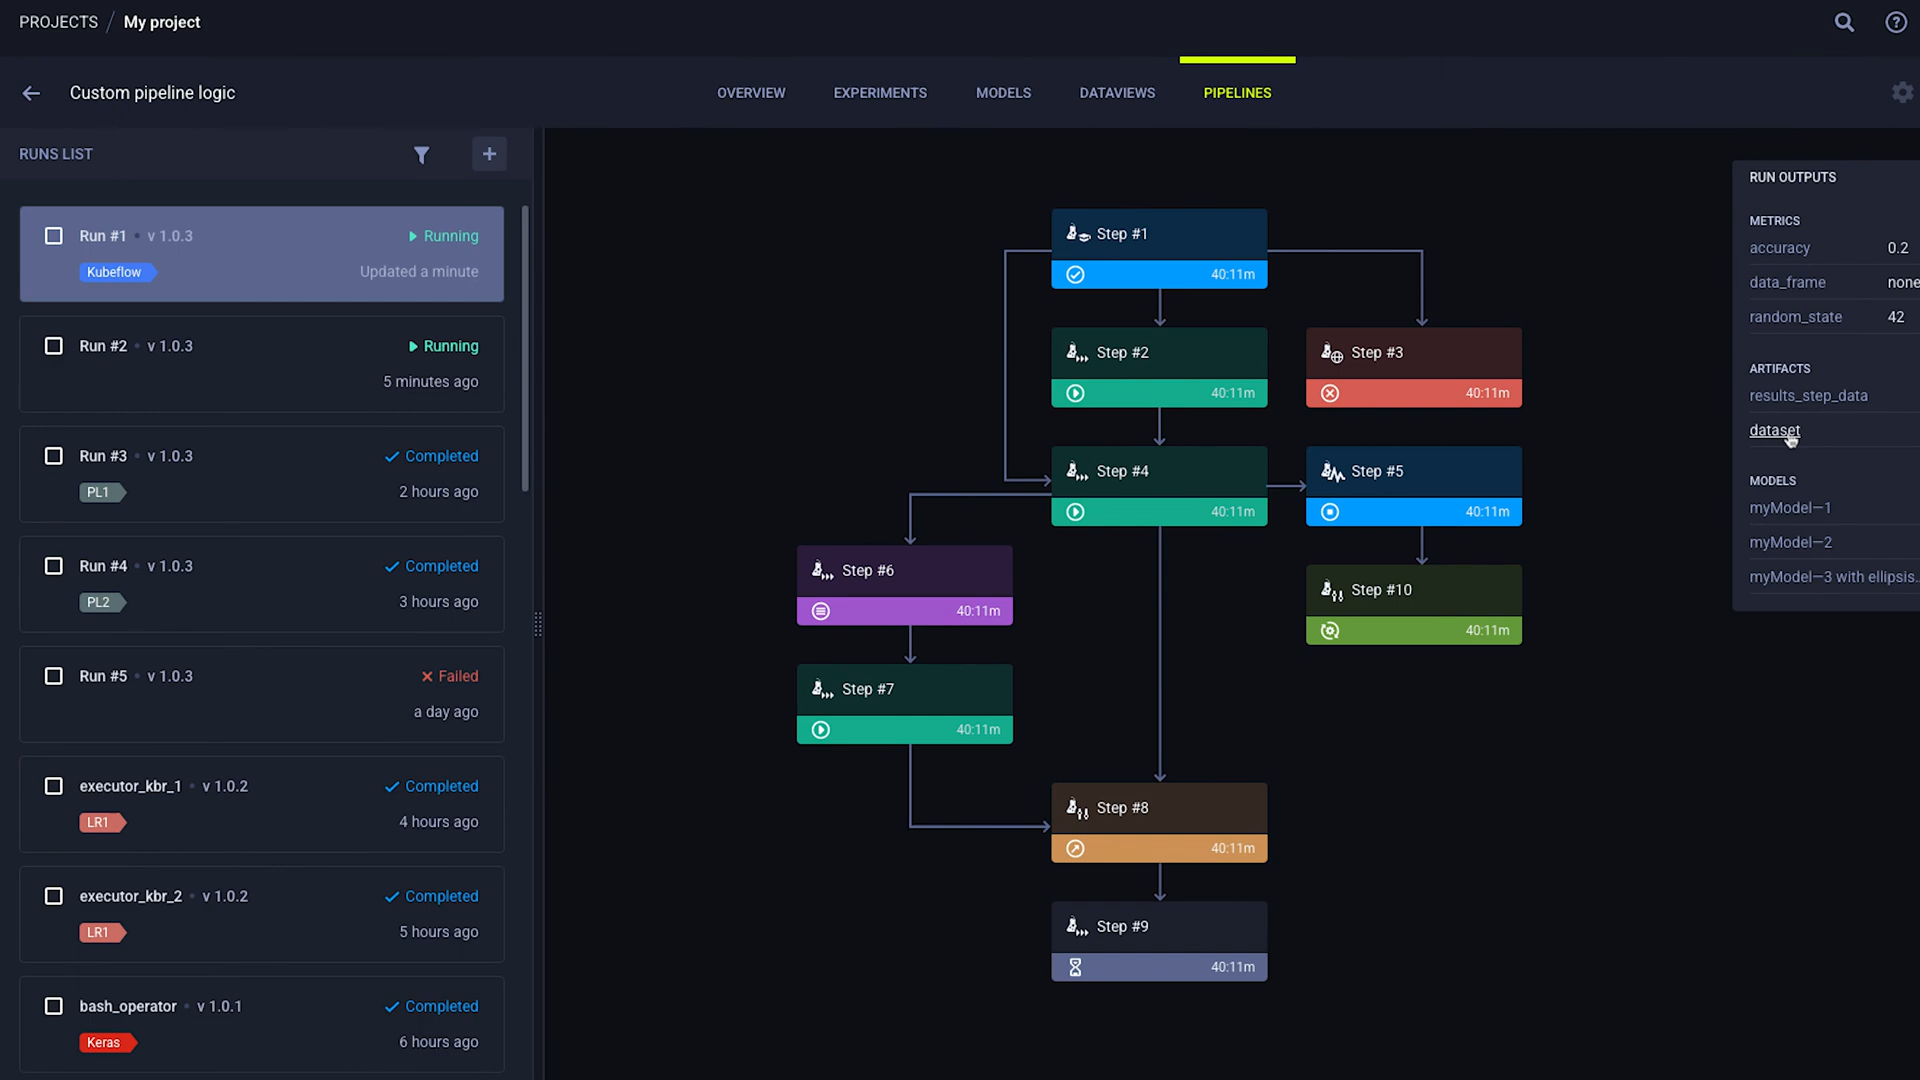 PROJECTS / My project
Custom pipeline logic
OVERVIEW
EXPERIMENTS
MODELS
DATAVIEWS
PIPELINES
RUNS LIST
Run #1 • v 1.0.3
Running
Kubeflow
Updated a minute
Run #2 • v 1.0.3
Running
5 minutes ago
Run #3 • v 1.0.3
Completed
PL1
2 hours ago
Run #4 • v 1.0.3
Completed
PL2
3 hours ago
Run #5 • v 1.0.3
Failed
a day ago
executor_kbr_1 • v 1.0.2
Completed
LR1
4 hours ago
executor_kbr_2 • v 1.0.2
Completed
LR1
5 hours ago
bash_operator • v 1.0.1
Completed
Keras
6 hours ago
Step #1
40:11m
Step #2
40:11m
Step #3
40:11m
Step #4
40:11m
Step #5
40:11m
Step #6
40:11m
Step #10
40:11m
Step #7
40:11m
Step #8
40:11m
Step #9
40:11m
RUN OUTPUTS
METRICS
accuracy 0.2
data_frame none
random_state 42
ARTIFACTS
results_step_data
dataset
MODELS
myModel—1
myModel—2
myModel—3 with ellipsis..